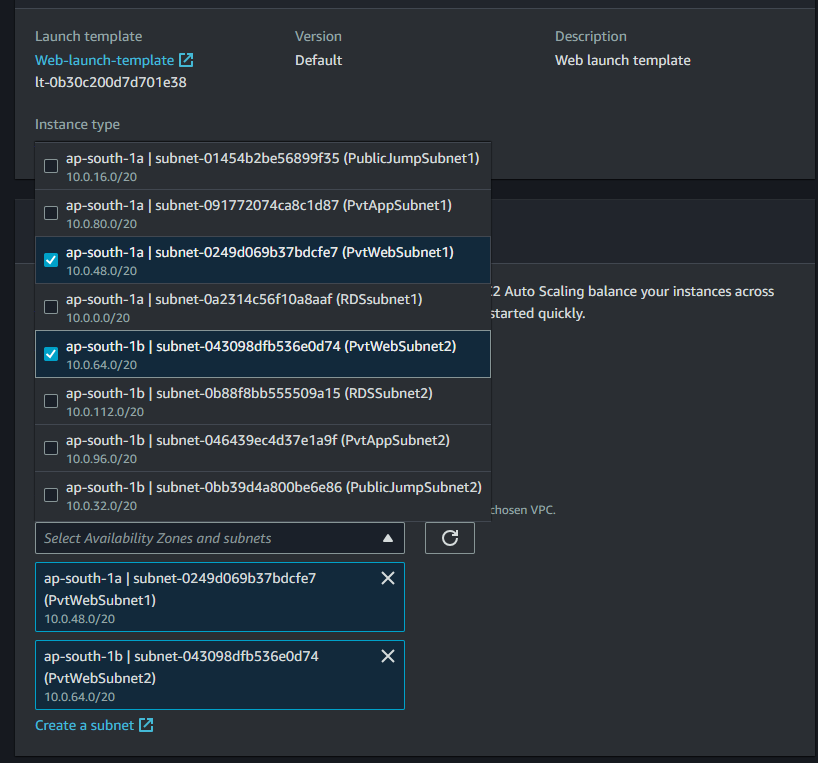 Launch template
Version
Description
Web-launch-template
Default
Web launch template
lt-0b30c200d7d701e38
Instance type
ap-south-1a | subnet-01454b2be56899f35 (PublicJumpSubnet1)
10.0.16.0/20
ap-south-1a | subnet-091772074ca8c1d87 (PvtAppSubnet1)
10.0.80.0/20
ap-south-1a | subnet-0249d069b37bdcfe7 (PvtWebSubnet1)
10.0.48.0/20
ap-south-1a | subnet-0a2314c56f10a8aaf (RDSsubnet1)
10.0.0.0/20
ap-south-1b | subnet-043098dfb536e0d74 (PvtWebSubnet2)
10.0.64.0/20
ap-south-1b | subnet-0b88f8bb555509a15 (RDSSubnet2)
10.0.112.0/20
ap-south-1b | subnet-046439ec4d37e1a9f (PvtAppSubnet2)
10.0.96.0/20
ap-south-1b | subnet-0bb39d4a800be6e86 (PublicJumpSubnet2)
10.0.32.0/20
2 Auto Scaling balance your instances across
started quickly.
chosen VPC.
Select Availability Zones and subnets
ap-south-1a | subnet-0249d069b37bdcfe7
(PvtWebSubnet1)
10.0.48.0/20
ap-south-1b | subnet-043098dfb536e0d74
(PvtWebSubnet2)
10.0.64.0/20
Create a subnet